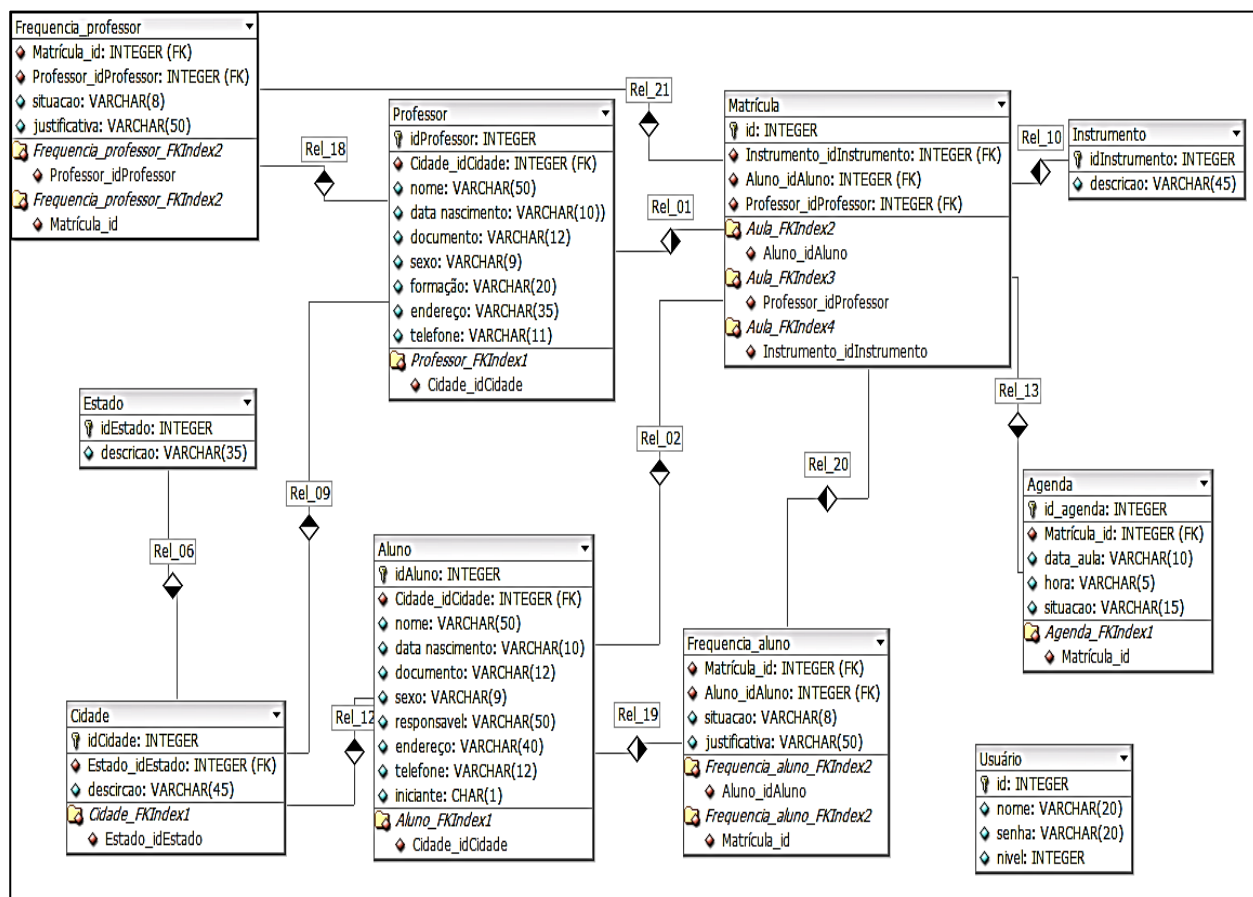 Frequencia_professor
Matrícula_id: INTEGER (FK)
Professor_idProfessor: INTEGER (FK)
situacao: VARCHAR(8)
justificativa: VARCHAR(50)
Frequencia_professor_FKIndex2
Professor_idProfessor
Frequencia_professor_FKIndex2
Matrícula_id
Rel_18
Rel_21
Professor
idProfessor: INTEGER
Cidade_idCidade: INTEGER (FK)
nome: VARCHAR(50)
data nascimento: VARCHAR(10))
documento: VARCHAR(12)
sexo: VARCHAR(9)
formação: VARCHAR(20)
endereço: VARCHAR(35)
telefone: VARCHAR(11)
Professor_FKIndex1
Cidade_idCidade
Rel_01
Matrícula
id: INTEGER
Instrumento_idInstrumento: INTEGER (FK)
Aluno_idAluno: INTEGER (FK)
Professor_idProfessor: INTEGER (FK)
Aula_FKIndex2
Aluno_idAluno
Aula_FKIndex3
Professor_idProfessor
Aula_FKIndex4
Instrumento_idInstrumento
Rel_10
Instrumento
idInstrumento: INTEGER
descricao: VARCHAR(45)
Estado
idEstado: INTEGER
descricao: VARCHAR(35)
Rel_06
Rel_09
Rel_02
Rel_20
Rel_13
Agenda
id_agenda: INTEGER
Matrícula_id: INTEGER (FK)
data_aula: VARCHAR(10)
hora: VARCHAR(5)
situacao: VARCHAR(15)
Agenda_FKIndex1
Matrícula_id
Cidade
idCidade: INTEGER
Estado_idEstado: INTEGER (FK)
descircao: VARCHAR(45)
Cidade_FKIndex1
Estado_idEstado
Rel_12
Aluno
idAluno: INTEGER
Cidade_idCidade: INTEGER (FK)
nome: VARCHAR(50)
data nascimento: VARCHAR(10)
documento: VARCHAR(12)
sexo: VARCHAR(9)
responsavel: VARCHAR(50)
endereço: VARCHAR(40)
telefone: VARCHAR(12)
iniciante: CHAR(1)
Aluno_FKIndex1
Cidade_idCidade
Rel_19
Frequencia_aluno
Matrícula_id: INTEGER (FK)
Aluno_idAluno: INTEGER (FK)
situacao: VARCHAR(8)
justificativa: VARCHAR(50)
Frequencia_aluno_FKIndex2
Aluno_idAluno
Frequencia_aluno_FKIndex2
Matrícula_id
Usuário
id: INTEGER
nome: VARCHAR(20)
senha: VARCHAR(20)
nivel: INTEGER